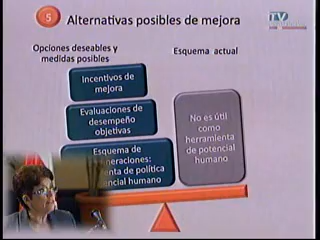 5 Alternativas posibles de mejora
TV
Opciones deseables y
medidas posibles
Esquema actual
Incentivos de
mejora
Evaluaciones de
desempeño
objetivas
Esquema de
neraciones:
enta de política
encial humano
No es útil
como
herramienta
de potencial
humano